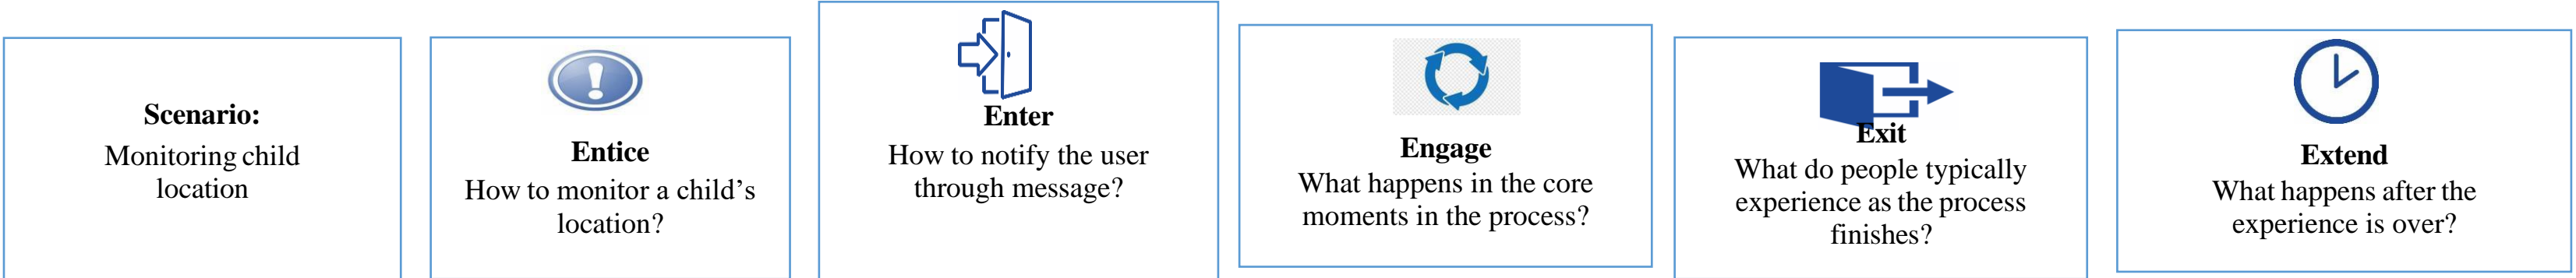 Scenario:
Monitoring child
location
Entice
How to monitor a child's
location?
Enter
How to notify the user
through message?
Engage
What happens in the core
moments in the process?
Exit
What do people typically
experience as the process
finishes?
Extend
What happens after the
experience is over?